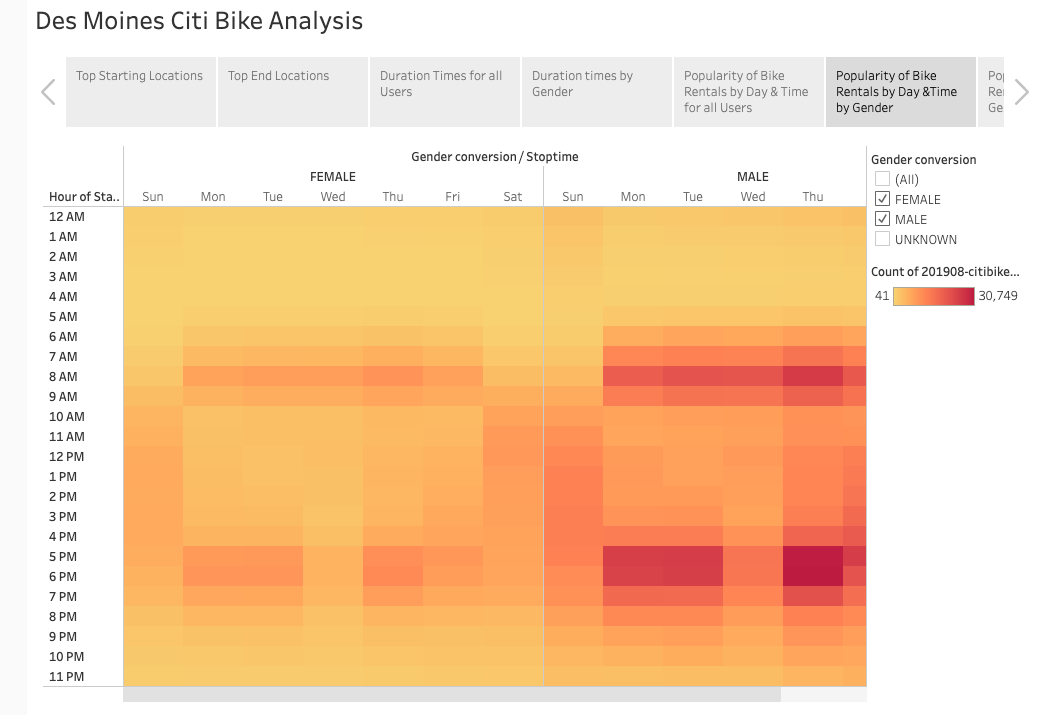 Des Moines Citi Bike Analysis
Top Starting Locations
Top End Locations
Duration Times for all
Users
Duration times by
Gender
Popularity of Bike
Rentals by Day & Time
for all Users
Popularity of Bike
Rentals by Day &Time
by Gender
Gender conversion / Stoptime
FEMALE MALE
Hour of Sta.. Sun Mon Tue Wed Thu Fri Sat Sun Mon Tue Wed Thu
12 AM
1 AM
2 AM
3 AM
4 AM
5 AM
6 AM
7 AM
8 AM
9 AM
10 AM
11 AM
12 PM
1 PM
2 PM
3 PM
4 PM
5 PM
6 PM
7 PM
8 PM
9 PM
10 PM
11 PM
Gender conversion
(All)
FEMALE
MALE
UNKNOWN
Count of 201908-citibike...
41 30,749